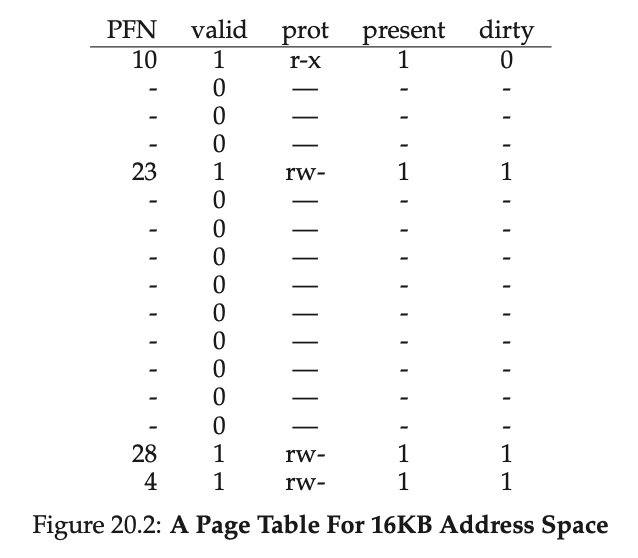 PFN valid prot present dirty
10 1 r-x 1 0
- 0 — - -
- 0 — - -
- 0 — - -
23 1 rw- 1 1
- 0 — - -
- 0 — - -
- 0 — - -
- 0 — - -
- 0 — - -
- 0 — - -
- 0 — - -
- 0 — - -
- 0 — - -
28 1 rw- 1 1
4 1 rw- 1 1
Figure 20.2: A Page Table For 16KB Address Space